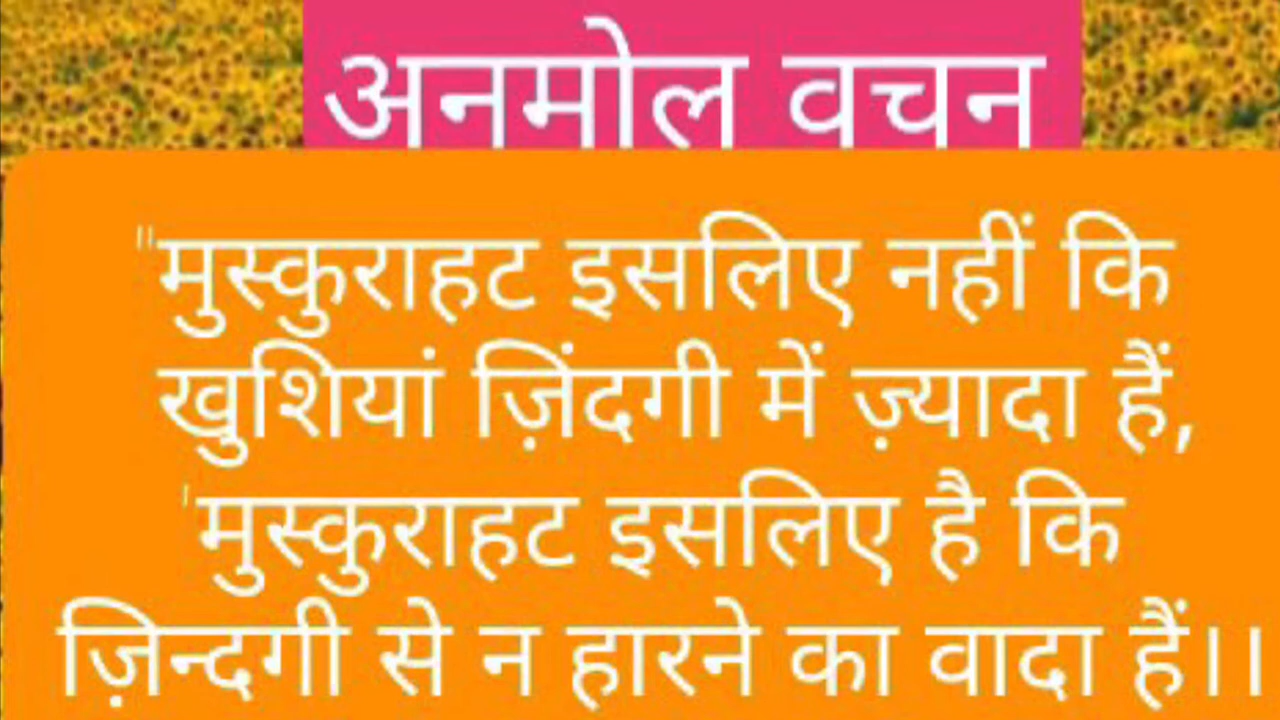 अनमोल वचन
"मुस्कुराहट इसलिए नहीं कि
खुशियां ज़िंदगी में ज़्यादा हैं,
'मुस्कुराहट इसलिए है कि
ज़िन्दगी से न हारने का वादा हैं।।